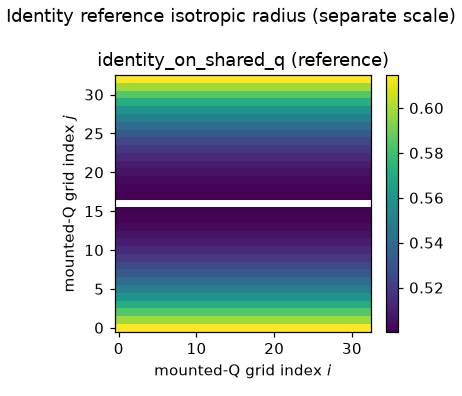 Identity reference isotropic radius (separate scale)
identity_on_shared_q (reference)
mounted-Q grid index j
30
25
20
15
10
5
0
0 10 20 30
mounted-Q grid index i
0.60
0.58
0.56
0.54
0.52